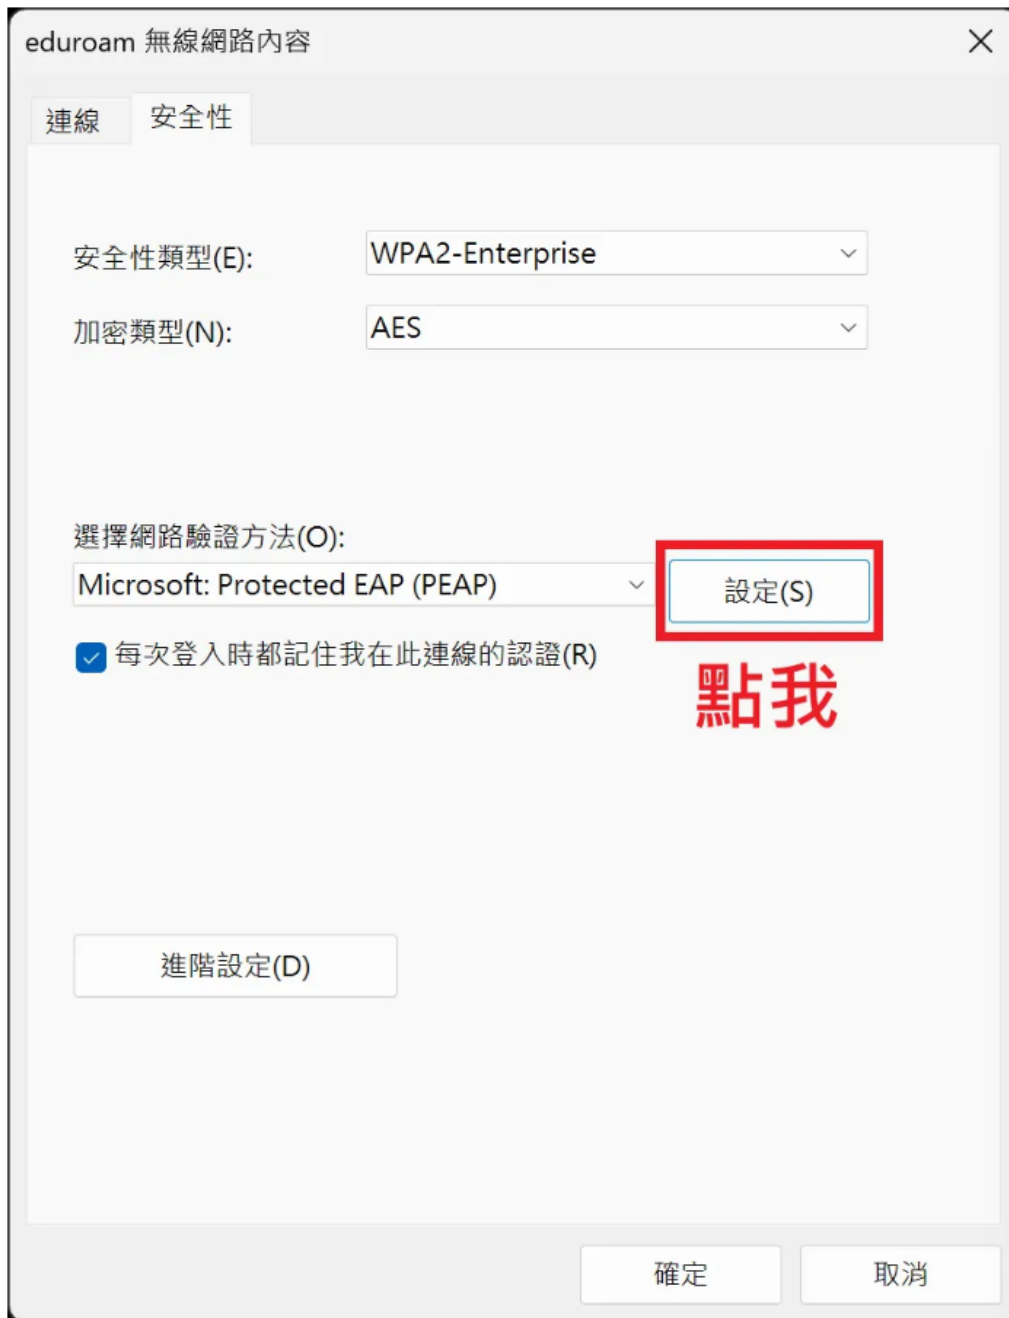 eduroam 無線網路內容
連線
安全性
安全性類型(E):
WPA2-Enterprise
加密類型(N):
AES
選擇網路驗證方法(O):
Microsoft: Protected EAP (PEAP)
設定(S)
每次登入時都記住我在此連線的認證(R)
點我
進階設定(D)
確定
取消